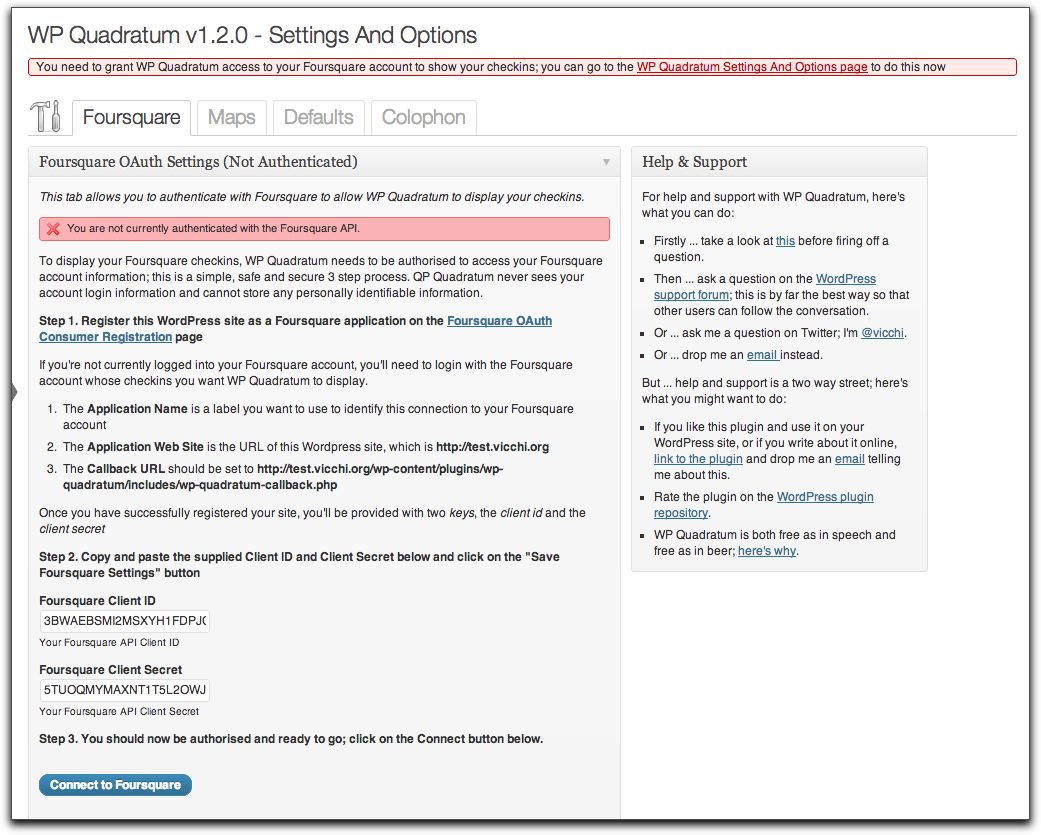 WP Quadratum v1.2.0 - Settings And Options
You need to grant WP Quadratum access to your Foursquare account to show your checkins; you can go to the WP Quadratum Settings And Options page to do this now
Foursquare
Maps
Defaults
Colophon
Foursquare OAuth Settings (Not Authenticated)
This tab allows you to authenticate with Foursquare to allow WP Quadratum to display your checkins.
You are not currently authenticated with the Foursquare API.
To display your Foursquare checkins, WP Quadratum needs to be authorised to access your Foursquare
account information; this is a simple, safe and secure 3 step process. QP Quadratum never sees your
account login information and cannot store any personally identifiable information.
Step 1. Register this WordPress site as a Foursquare application on the Foursquare OAuth
Consumer Registration page
If you're not currently logged into your Foursquare account, you'll need to login with the Foursquare
account whose checkins you want WP Quadratum to display.
1. The Application Name is a label you want to use to identify this connection to your Foursquare
account
2. The Application Web Site is the URL of this Wordpress site, which is http://test.vicchi.org
3. The Callback URL should be set to http://test.vicchi.org/wp-content/plugins/wp-
quadratum/includes/wp-quadratum-callback.php
Once you have successfully registered your site, you'll be provided with two keys, the client id and the
client secret
Step 2. Copy and paste the supplied Client ID and Client Secret below and click on the "Save
Foursquare Settings" button
Foursquare Client ID
3BWAEBSMI2MSXYH1FDPJ
Your Foursquare API Client ID
Foursquare Client Secret
5TUOQMYMAXNT1T5L2OWJ
Your Foursquare API Client Secret
Step 3. You should now be authorised and ready to go; click on the Connect button below.
Connect to Foursquare
Help & Support
For help and support with WP Quadratum, here's
what you can do:
Firstly ... take a look at this before firing off a
question.
Then ... ask a question on the WordPress
support forum; this is by far the best way so that
other users can follow the conversation.
Or ... ask me a question on Twitter; I'm @vicchi.
Or ... drop me an email instead.
But ... help and support is a two way street; here's
what you might want to do:
If you like this plugin and use it on your
WordPress site, or if you write about it online,
link to the plugin and drop me an email telling
me about this.
Rate the plugin on the WordPress plugin
repository.
WP Quadratum is both free as in speech and
free as in beer; here's why.